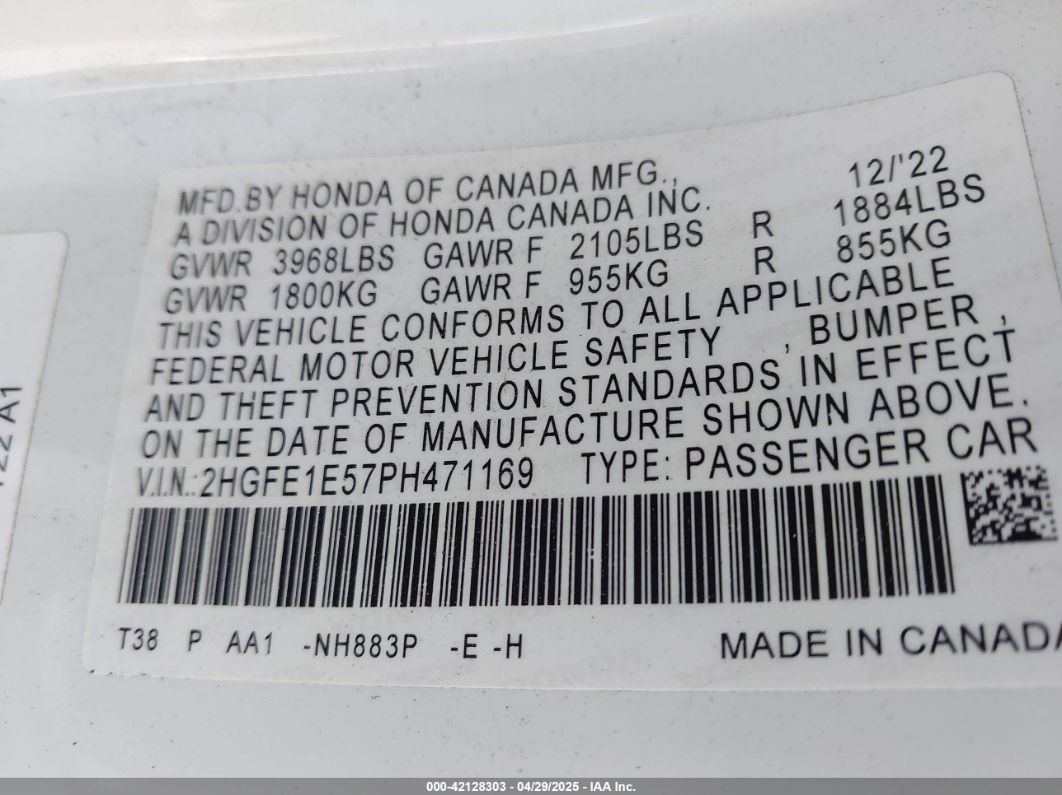 MFD.BY HONDA OF CANADA MFG., 12/'22
A DIVISION OF HONDA CANADA INC.
GVWR 3968LBS GAWR F 2105LBS R 1884LBS
GVWR 1800KG GAWR F 955KG R 855KG
THIS VEHICLE CONFORMS TO ALL APPLICABLE
FEDERAL MOTOR VEHICLE SAFETY , BUMPER ,
AND THEFT PREVENTION STANDARDS IN EFFECT
ON THE DATE OF MANUFACTURE SHOWN ABOVE.
V.I.N.:2HGFE1E57PH471169 TYPE: PASSENGER CAR
T38 P AA1 -NH883P -E -H
MADE IN CANADA
A1
000-42128303 - 04/29/2025 - IAA Inc.